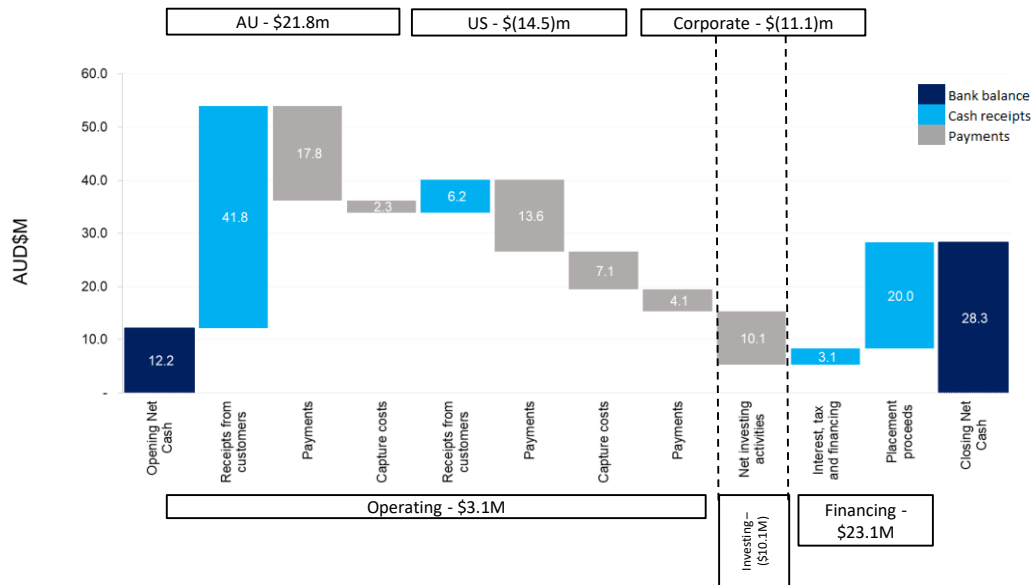 AU - $21.8m
US - $(14.5)m
Corporate - $(11.1)m
60.0
50.0
40.0
30.0
20.0
10.0
-
AUD$M
Bank balance
Cash receipts
Payments
12.2
41.8
17.8
2.3
6.2
13.6
7.1
4.1
10.1
3.1
20.0
28.3
Opening Net
Cash
Receipts from
customers
Payments
Capture costs
Receipts from
customers
Payments
Capture costs
Payments
Net investing
activities
Interest, tax
and financing
Placement
proceeds
Closing Net
Cash
Operating - $3.1M
Investing –
($10.1M)
Financing -
$23.1M